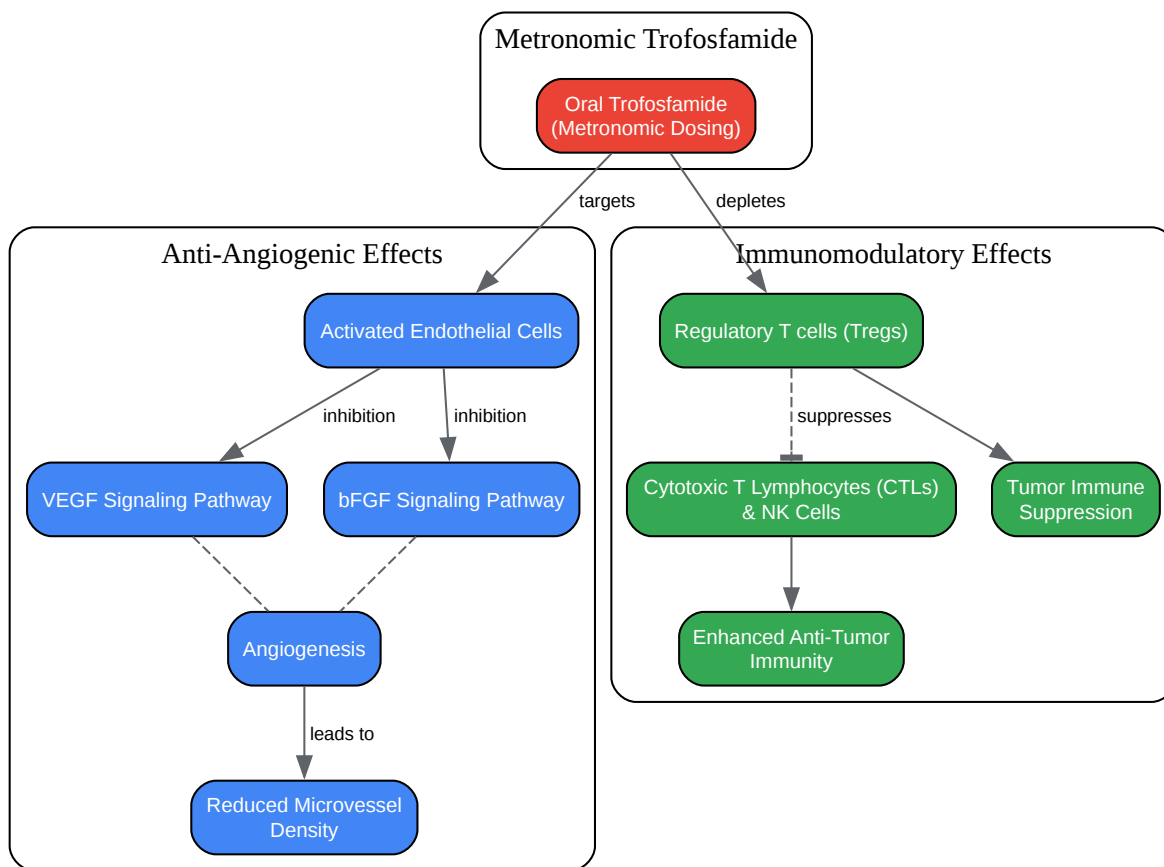 Metronomic Trofosfamide
Oral Trofosfamide
(Metronomic Dosing)
targets
depletes
Anti-Angiogenic Effects
Immunomodulatory Effects
Activated Endothelial Cells
Regulatory T cells (Tregs)
inhibition
inhibition
suppresses
VEGF Signaling Pathway
bFGF Signaling Pathway
Cytotoxic T Lymphocytes (CTLs)
& NK Cells
Tumor Immune
Suppression
Angiogenesis
Enhanced Anti-Tumor
Immunity
leads to
Reduced Microvessel
Density